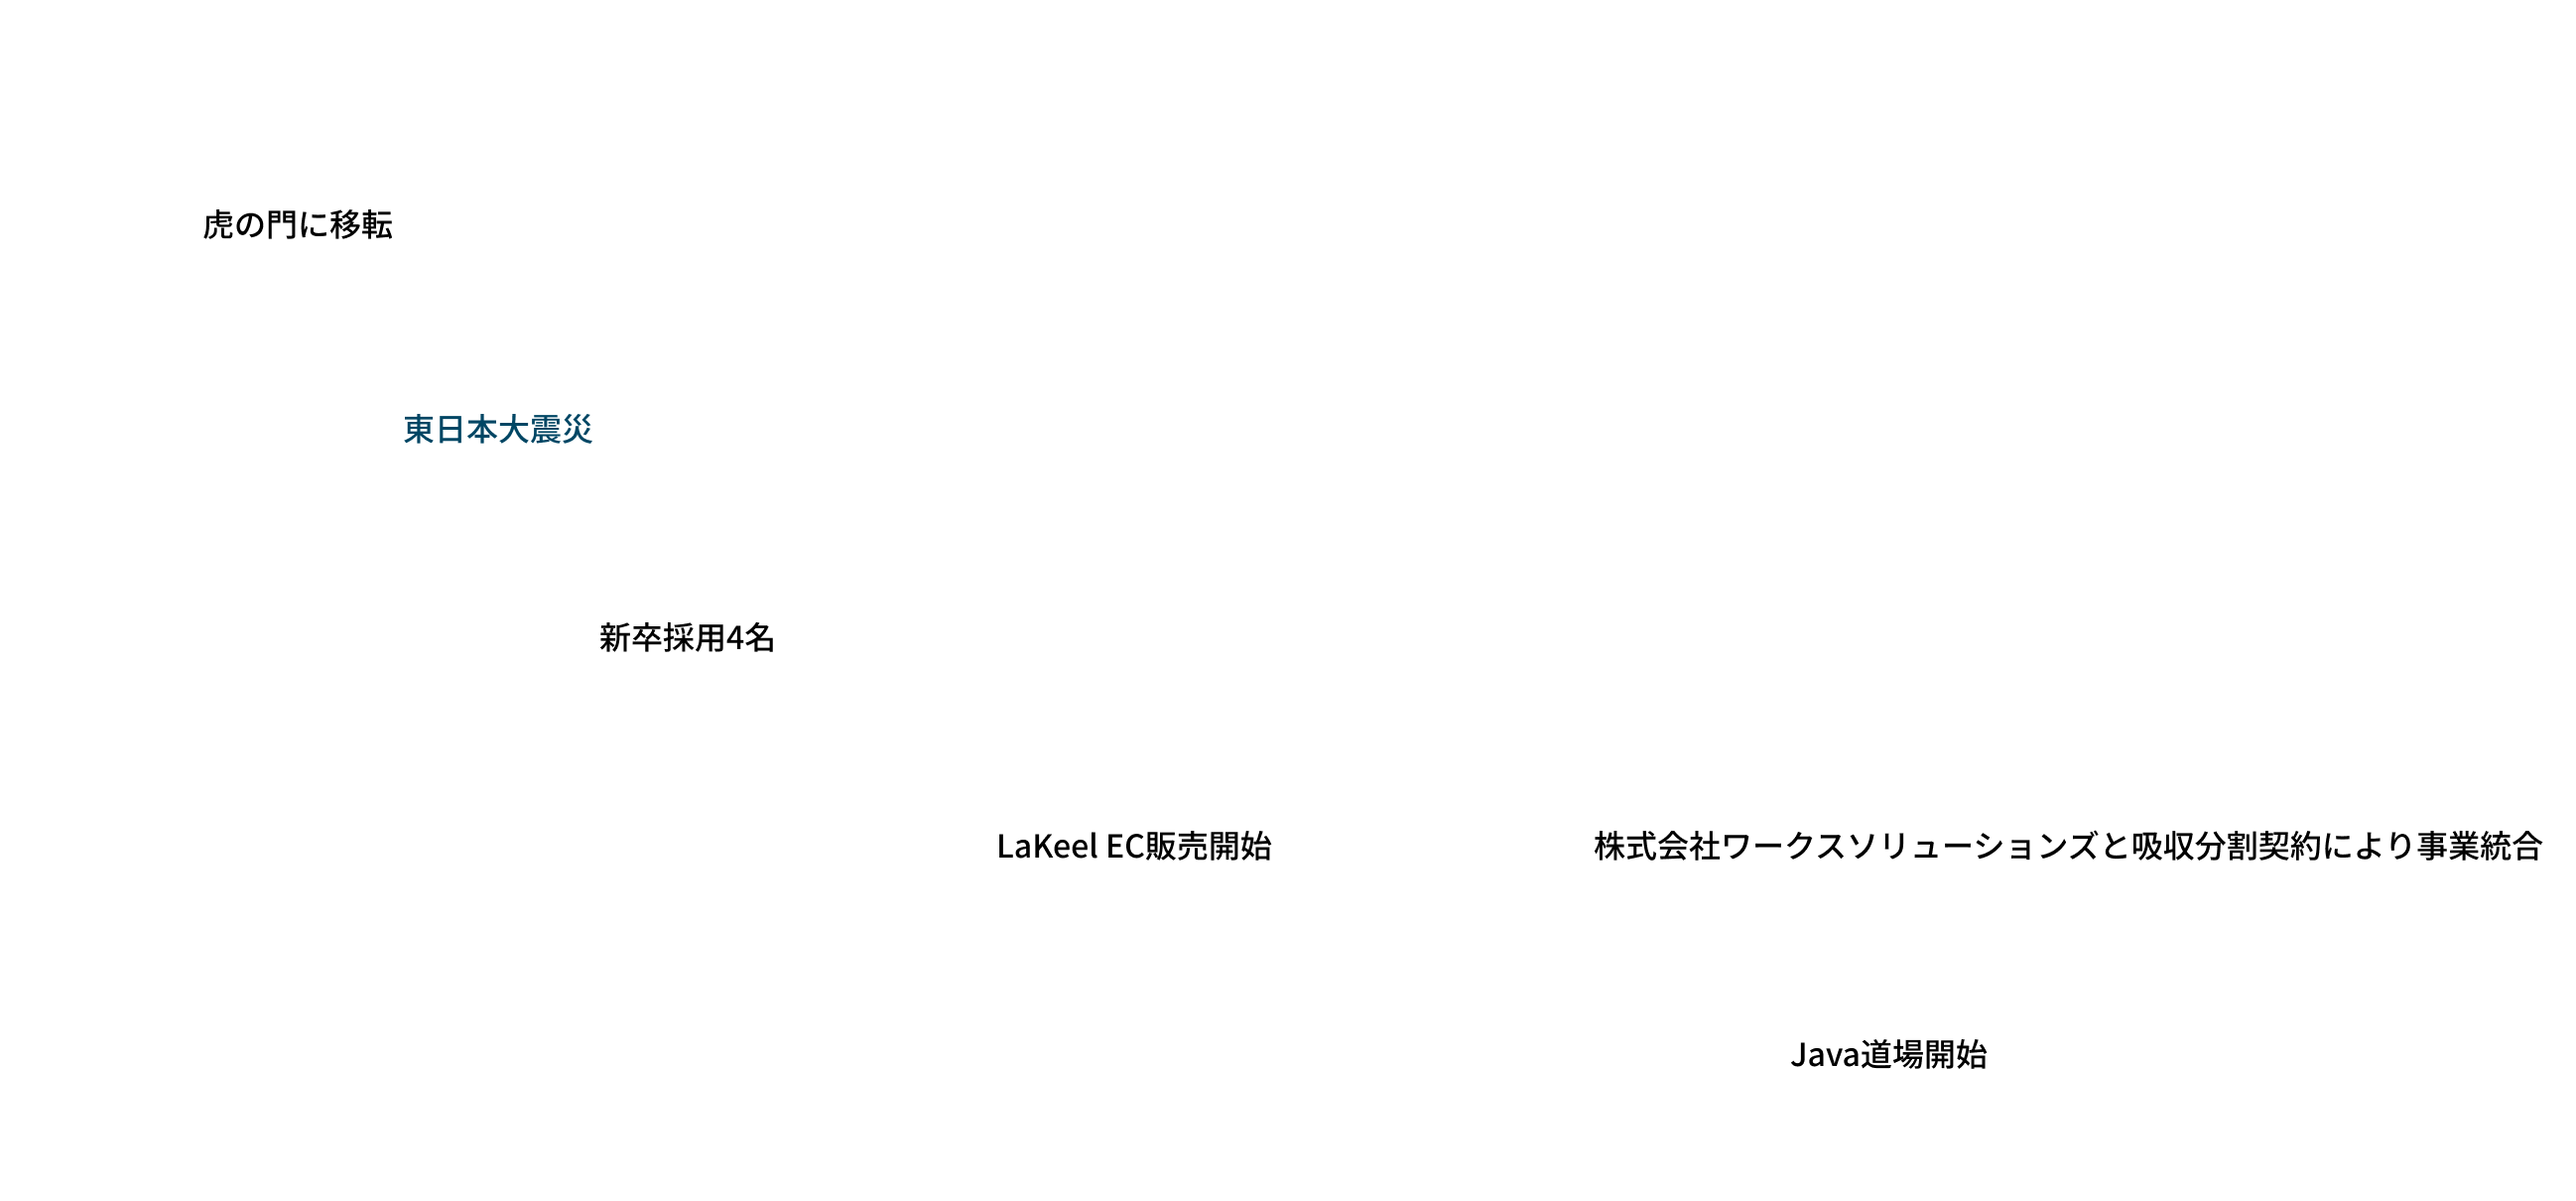 虎の門に移転
東日本大震災
新卒採用4名
LaKeel EC販売開始
株式会社ワークスソリューションズと吸収分割契約により事業統合
Java道場開始